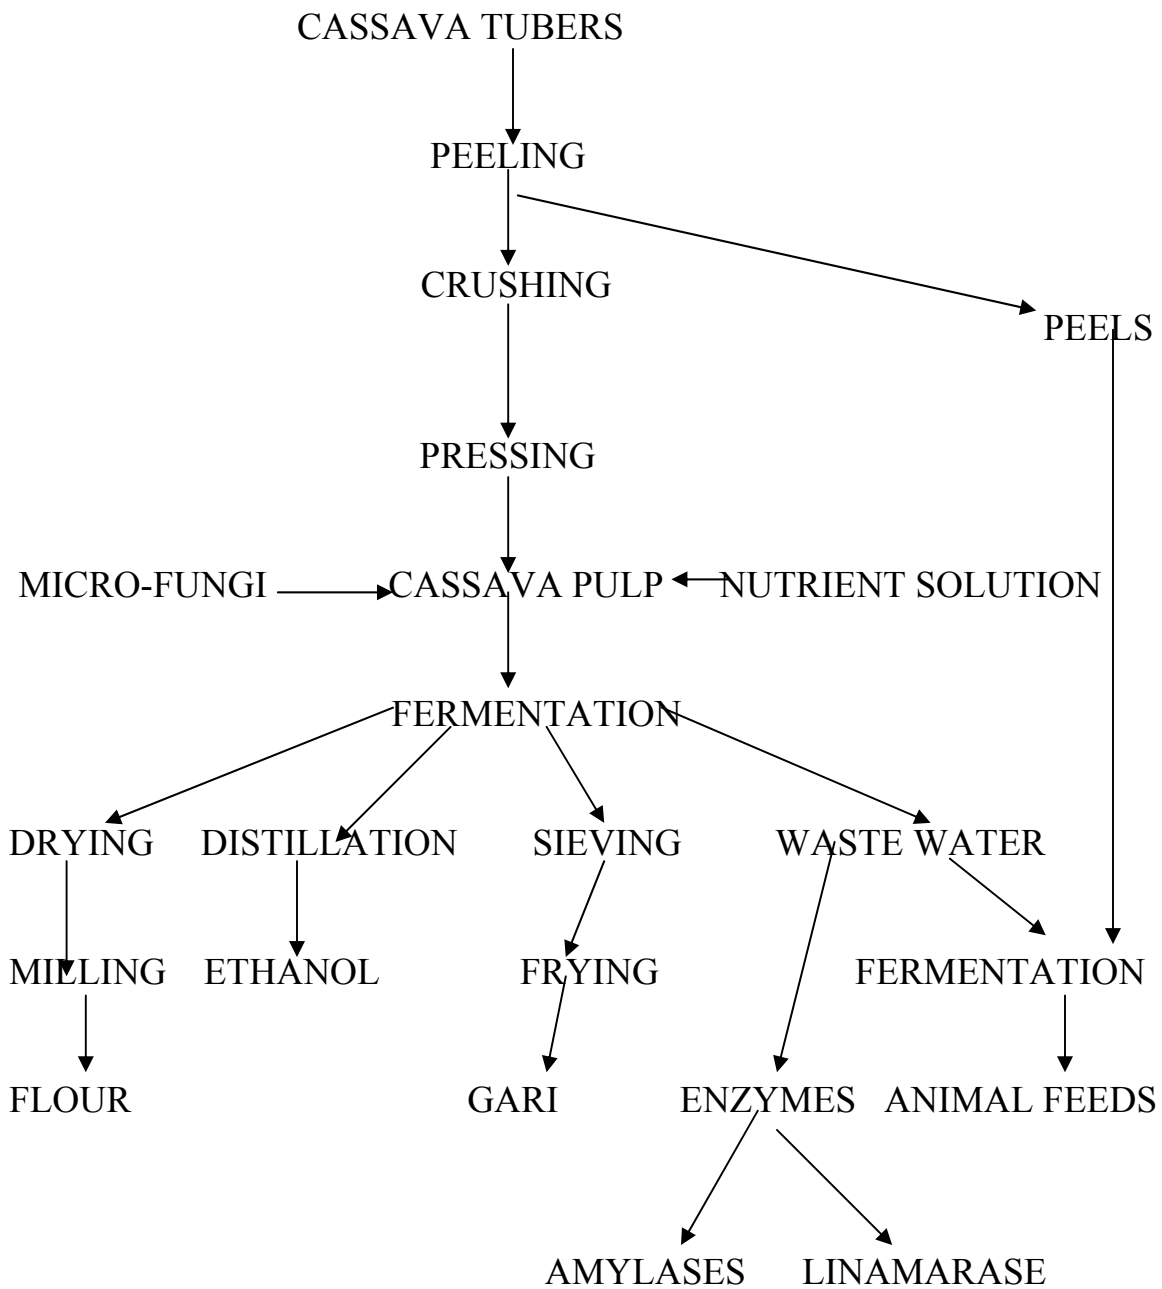 CASSAVA TUBERS
PEELING
CRUSHING
PEELS
PRESSING
MICRO-FUNGI CASSAVA PULP NUTRIENT SOLUTION
FERMENTATION
DRYING DISTILLATION SIEVING WASTE WATER
MILLING ETHANOL FRYING FERMENTATION
FLOUR GARI ENZYMES ANIMAL FEEDS
AMYLASES LINAMARASE